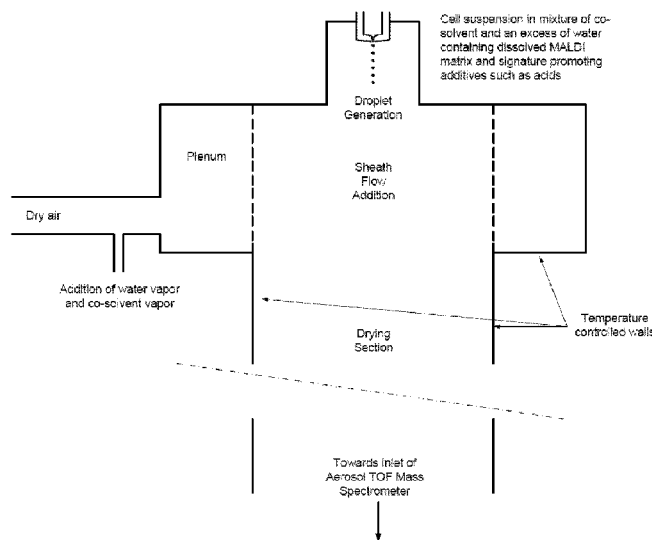 Cell suspension in mixture of co-
solvent and an excess of water
containing dissolved MALDI
matrix and signature promoting
additives such as acids
Droplet
Generation
Plenum
Sheath
Flow
Addition
Dry air
Addition of water vapor
and co-solvent vapor
Temperature
controlled walls
Drying
Section
Towards inlet of
Aerosol TOF Mass
Spectrometer